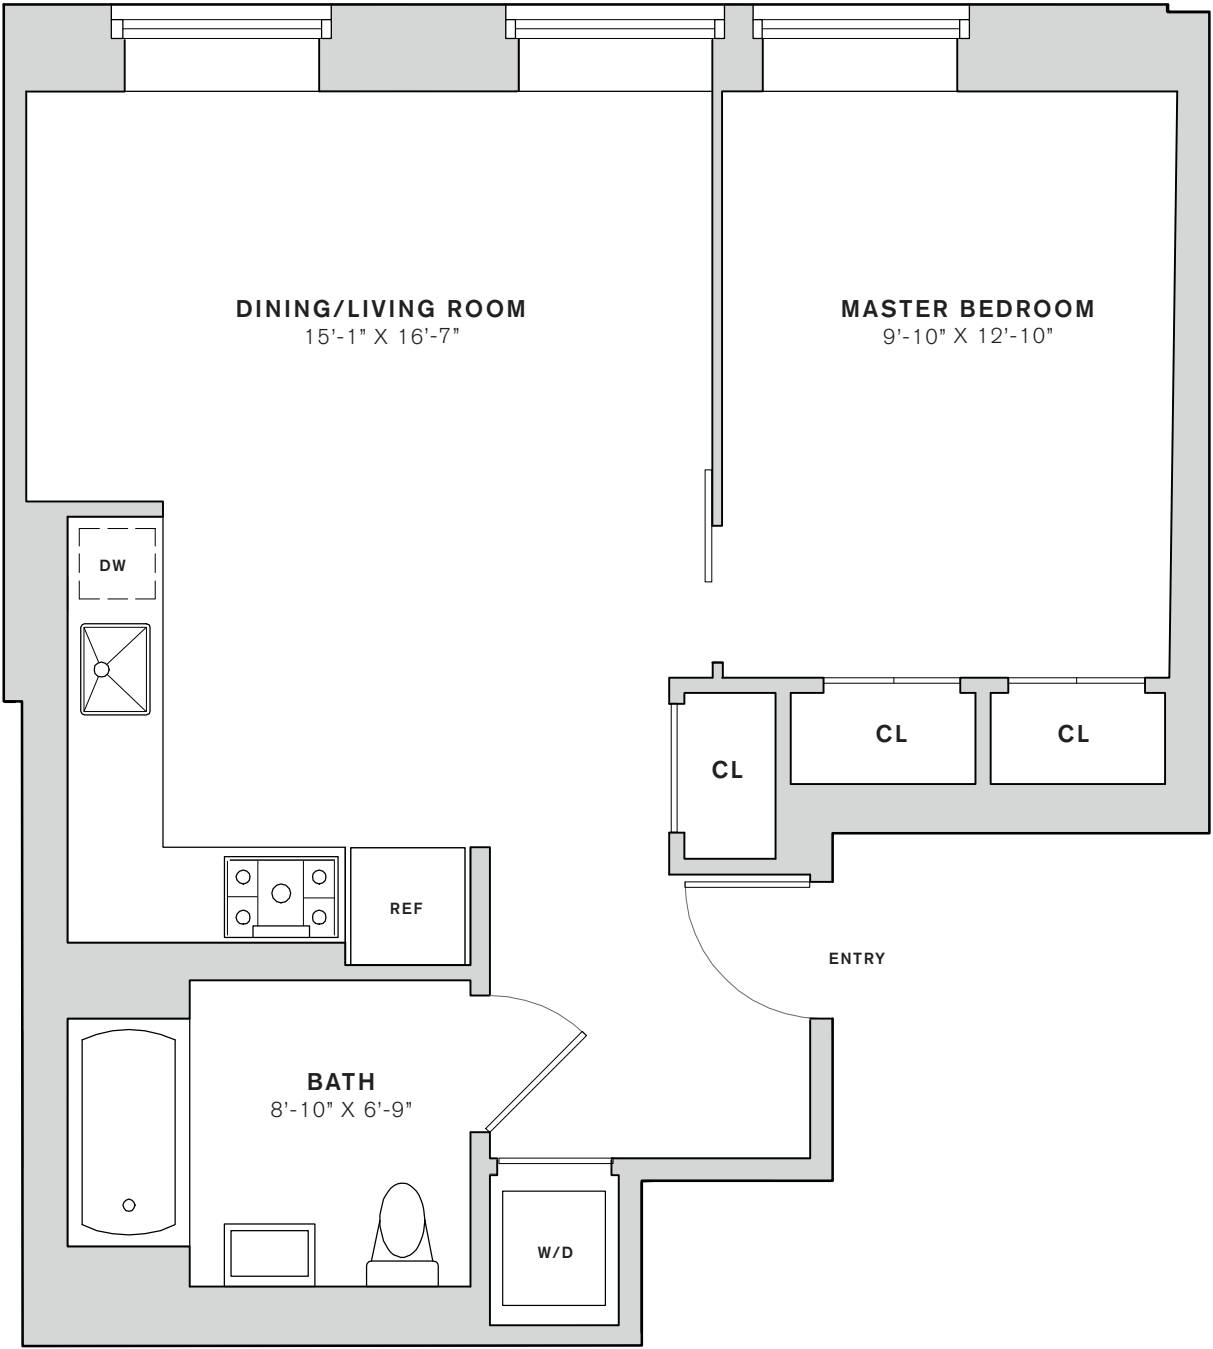 DINING/LIVING ROOM
15’-1” X 16’-7”
MASTER BEDROOM
9’-10” X 12’-10”
DW
CL
CL
CL
REF
ENTRY
BATH
8’-10” X 6’-9”
W/D